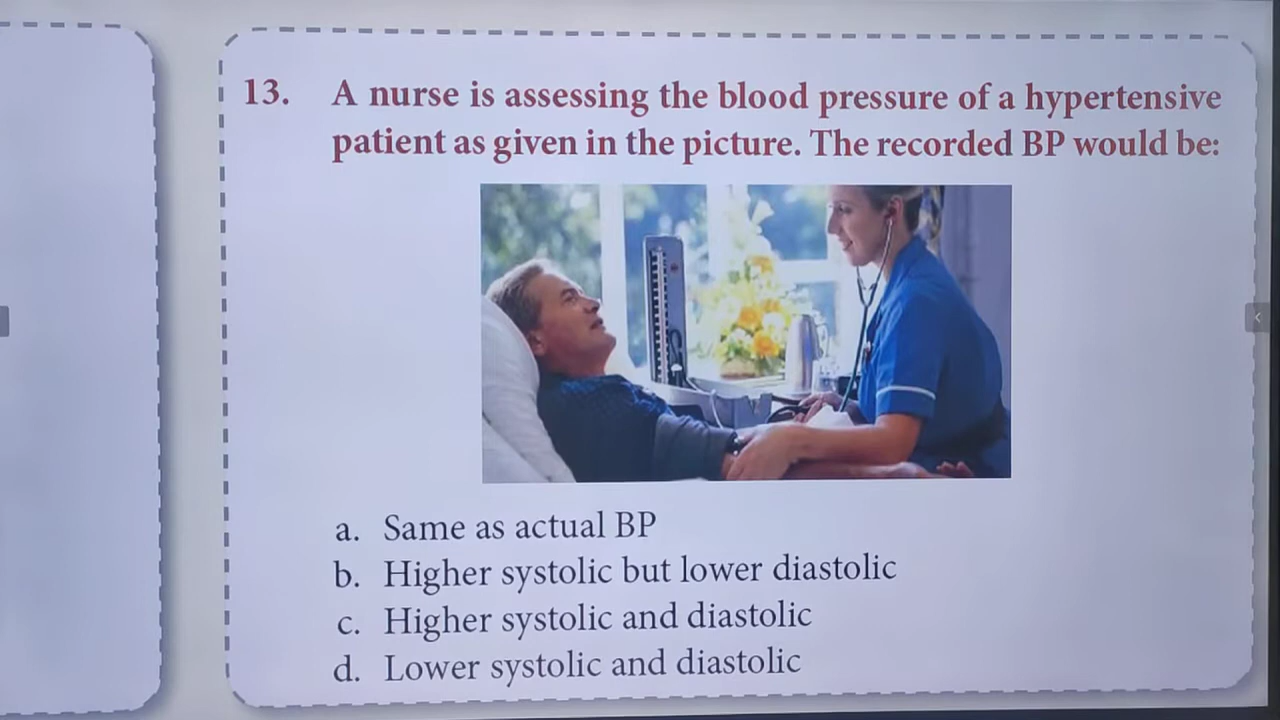 13. A nurse is assessing the blood pressure of a hypertensive
patient as given in the picture. The recorded BP would be:
a. Same as actual BP
b. Higher systolic but lower diastolic
c. Higher systolic and diastolic
d. Lower systolic and diastolic